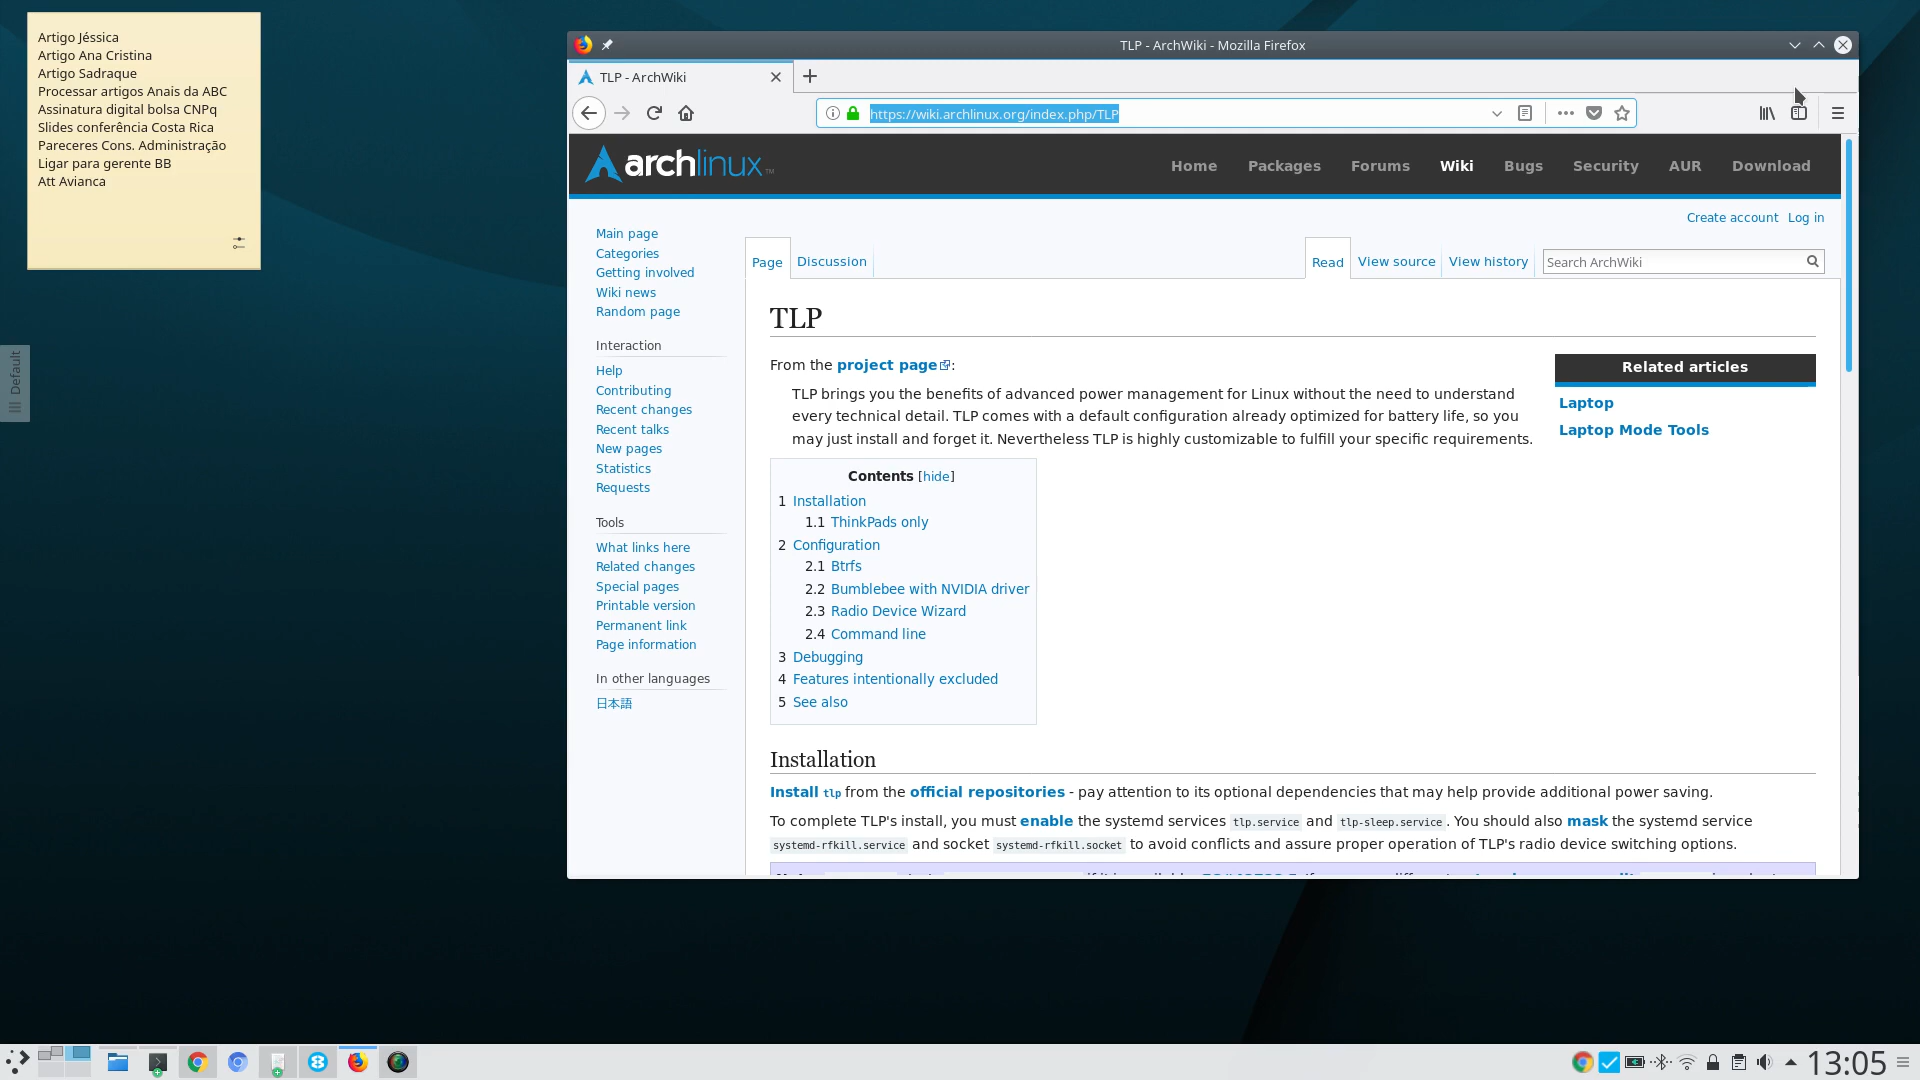 Artigo Jéssica
Artigo Ana Cristina
Artigo Sadraque
Processar artigos Anais da ABC
Assinatura digital bolsa CNPq
Slides conferência Costa Rica
Pareceres Cons. Administração
Ligar para gerente BB
Att Avianca
Default
TLP - ArchWiki - Mozilla Firefox
TLP - ArchWiki
https://wiki.archlinux.org/index.php/TLP
archlinux™
Home Packages Forums Wiki Bugs Security AUR Download
Create account Log in
Main page
Categories
Getting involved
Wiki news
Random page
Interaction
Help
Contributing
Recent changes
Recent talks
New pages
Statistics
Requests
Tools
What links here
Related changes
Special pages
Printable version
Permanent link
Page information
In other languages
日本語
Page Discussion Read View source View history Search ArchWiki
TLP
From the project page:
TLP brings you the benefits of advanced power management for Linux without the need to understand
every technical detail. TLP comes with a default configuration already optimized for battery life, so you
may just install and forget it. Nevertheless TLP is highly customizable to fulfill your specific requirements.
Related articles
Laptop
Laptop Mode Tools
Contents [hide]
1 Installation
1.1 ThinkPads only
2 Configuration
2.1 Btrfs
2.2 Bumblebee with NVIDIA driver
2.3 Radio Device Wizard
2.4 Command line
3 Debugging
4 Features intentionally excluded
5 See also
Installation
Install tlp from the official repositories - pay attention to its optional dependencies that may help provide additional power saving.
To complete TLP's install, you must enable the systemd services tlp.service and tlp-sleep.service. You should also mask the systemd service
systemd-rfkill.service and socket systemd-rfkill.socket to avoid conflicts and assure proper operation of TLP's radio device switching options.
13:05